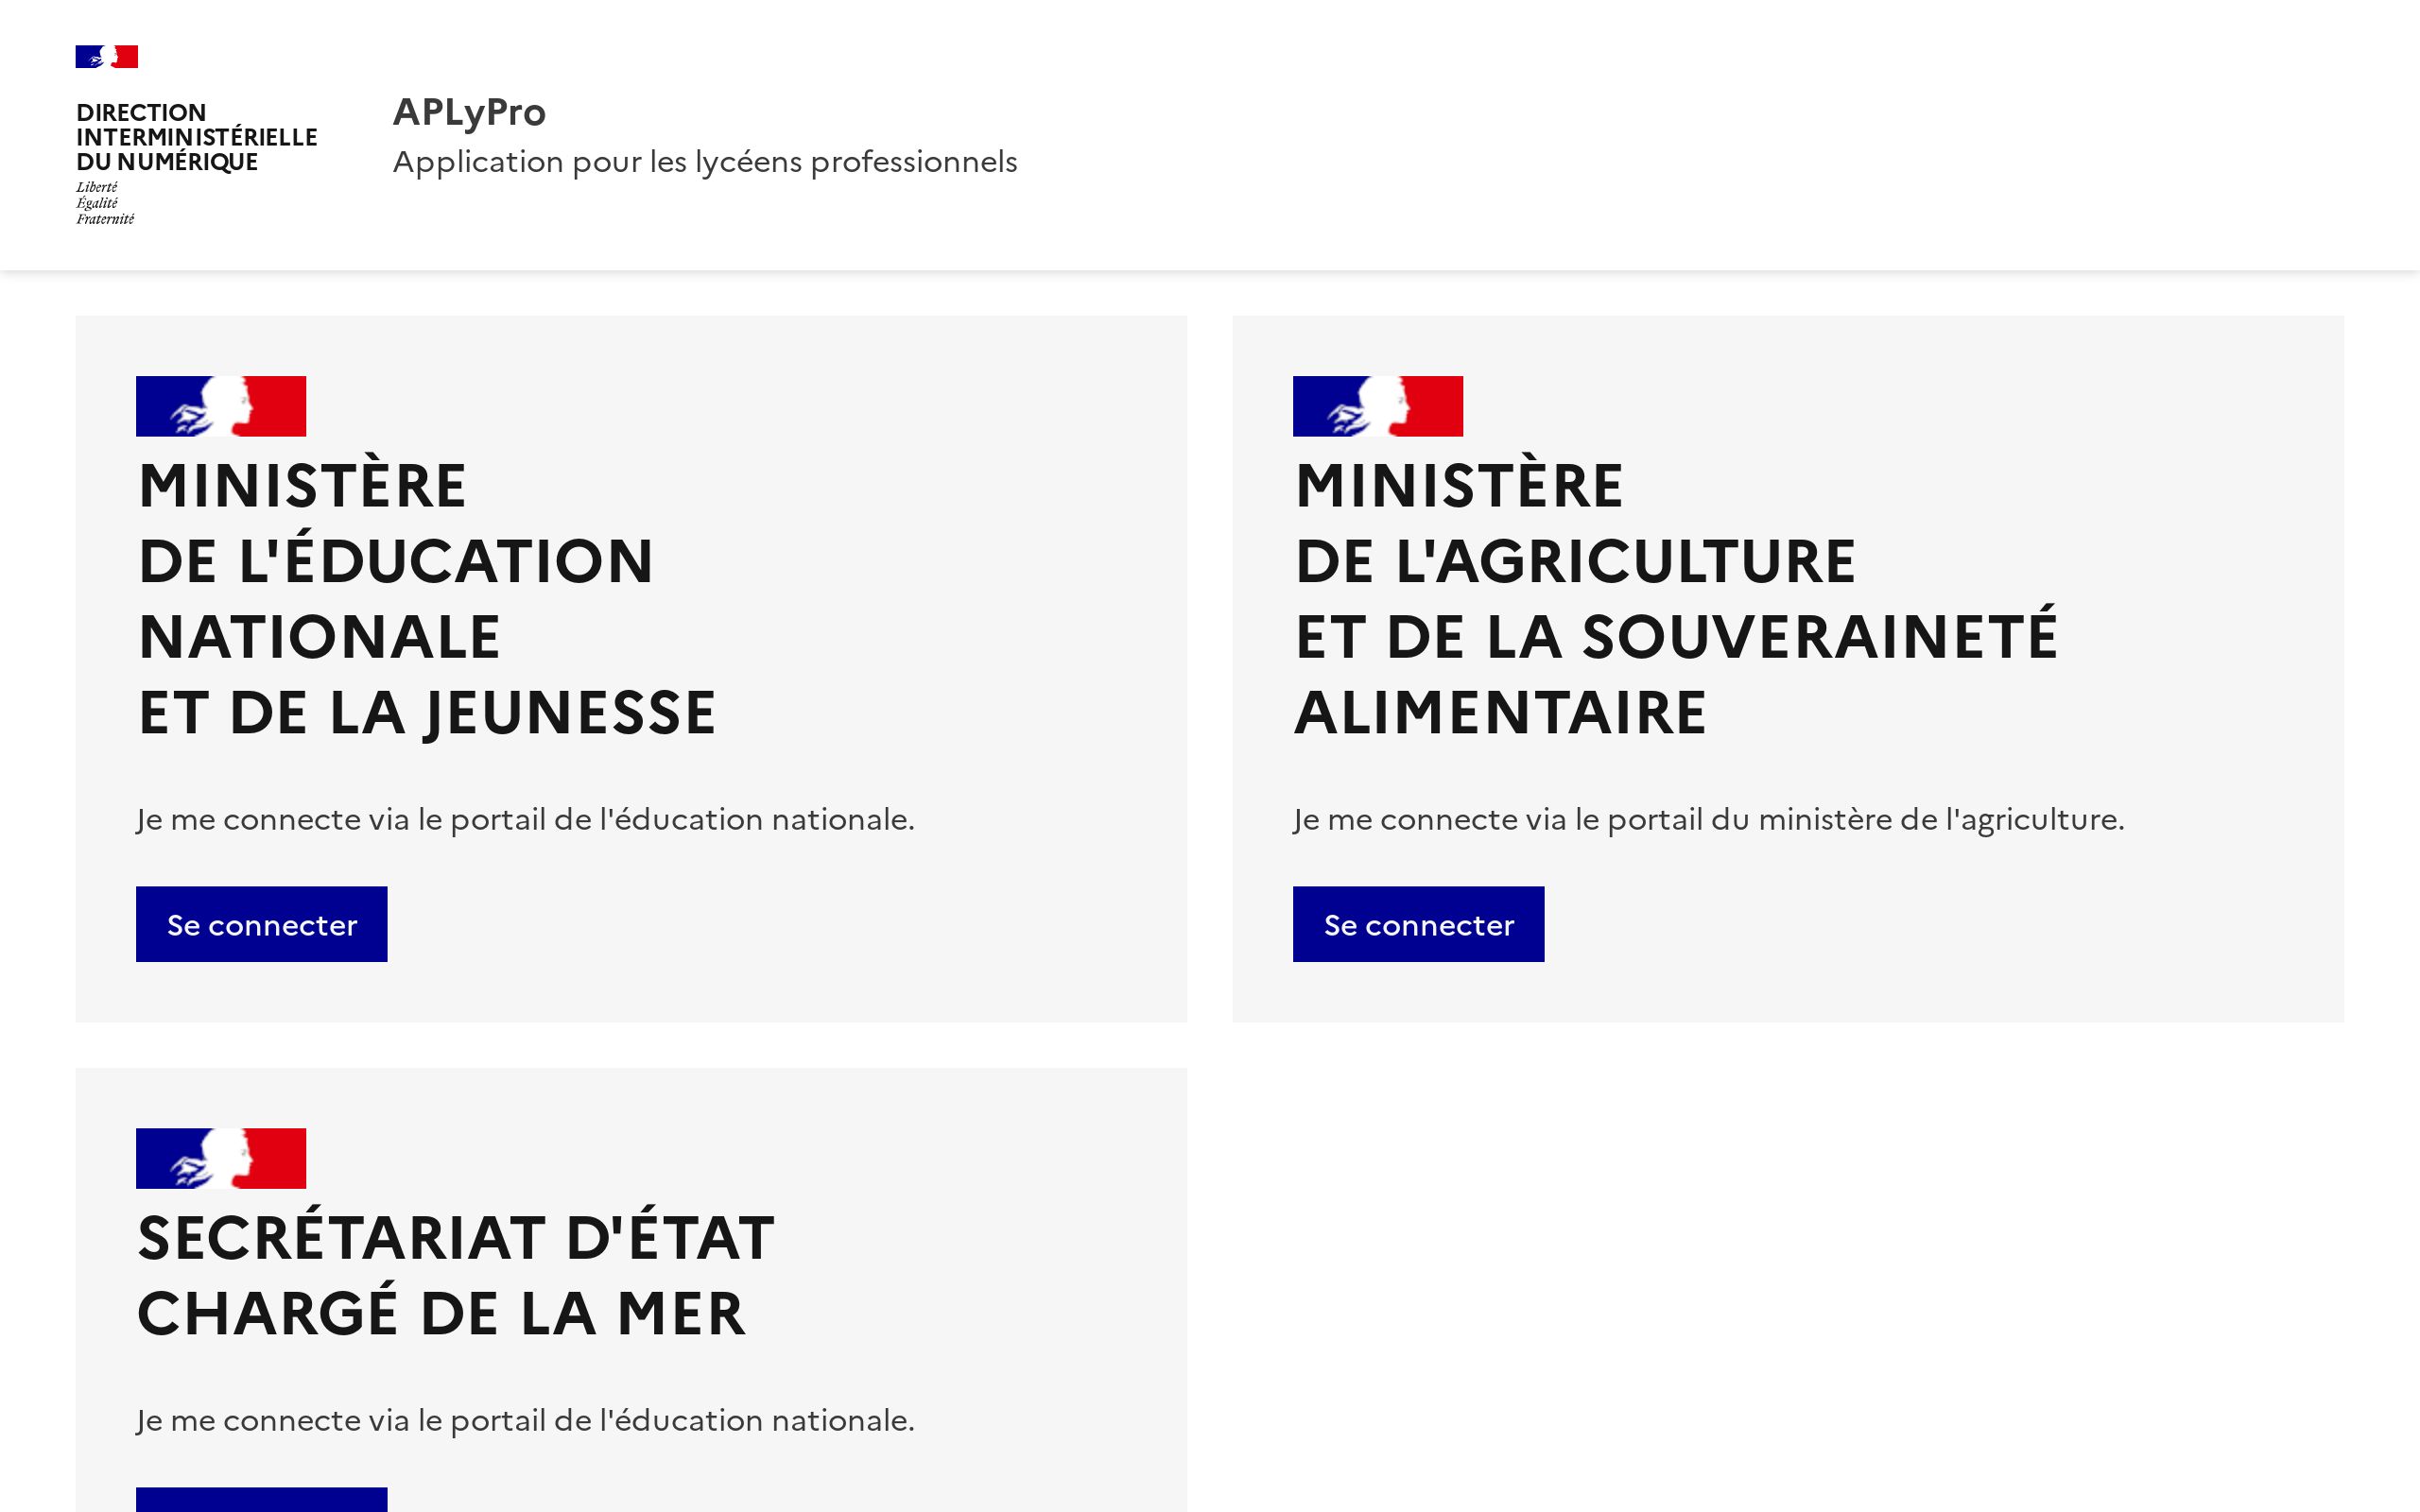 DIRECTION
INTERMINISTÉRIELLE
DU NUMÉRIQUE
Liberté
Égalité
Fraternité
APLyPro
Application pour les lycéens professionnels
MINISTÈRE
DE L'ÉDUCATION
NATIONALE
ET DE LA JEUNESSE
Je me connecte via le portail de l'éducation nationale.
Se connecter
MINISTÈRE
DE L'AGRICULTURE
ET DE LA SOUVERAINETÉ
ALIMENTAIRE
Je me connecte via le portail du ministère de l'agriculture.
Se connecter
SECRÉTARIAT D'ÉTAT
CHARGÉ DE LA MER
Je me connecte via le portail de l'éducation nationale.